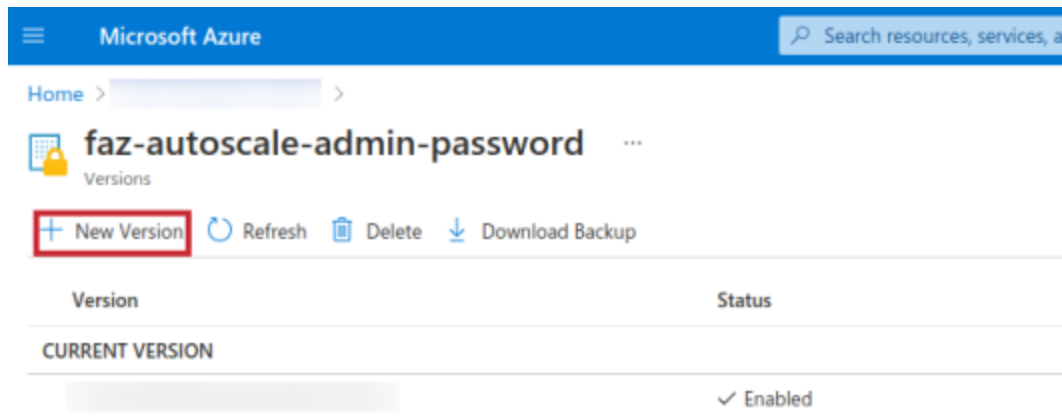 Microsoft Azure
Search resources, services, a
Home > >
faz-autoscale-admin-password ...
Versions
+ New Version Refresh Delete Download Backup
Version Status
CURRENT VERSION
✓ Enabled